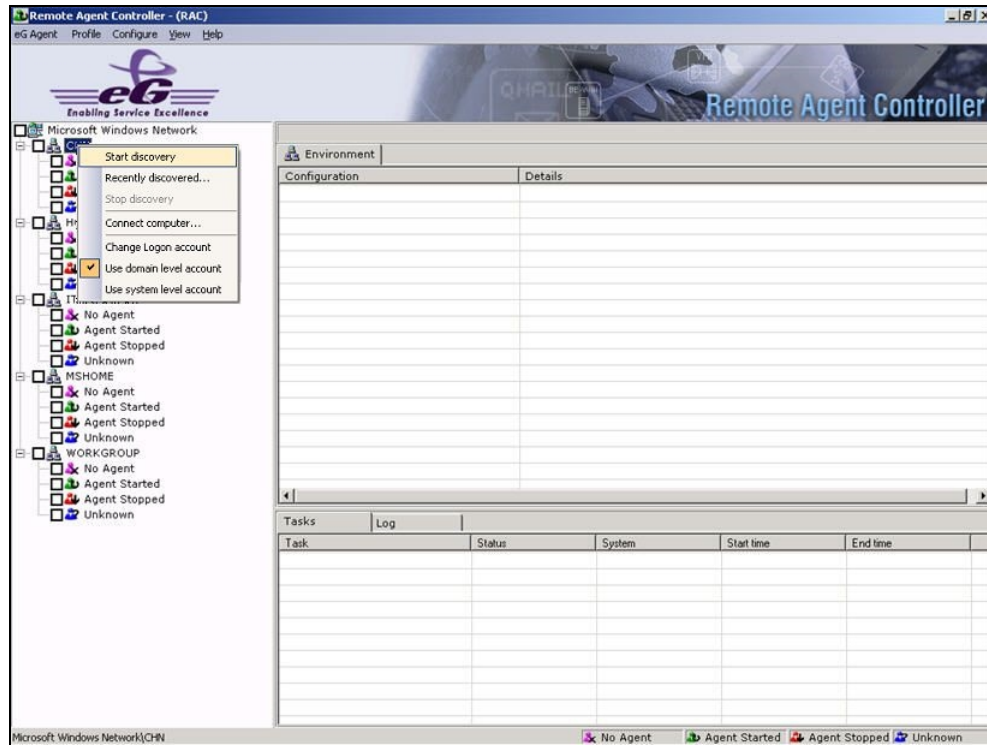 Remote Agent Controller - (RAC)
eG Agent Profile Configure View Help
eG
Enabling Service Excellence
Remote Agent Controller
Microsoft Windows Network
Start discovery
Recently discovered...
Stop discovery
Connect computer...
Change Logon account
Use domain level account
Use system level account
No Agent
Agent Started
Agent Stopped
Unknown
MSHOME
No Agent
Agent Started
Agent Stopped
Unknown
WORKGROUP
No Agent
Agent Started
Agent Stopped
Unknown
Environment
Configuration Details
Tasks Log
Task Status System Start time End time
Microsoft Windows Network\CHN No Agent Agent Started Agent Stopped Unknown